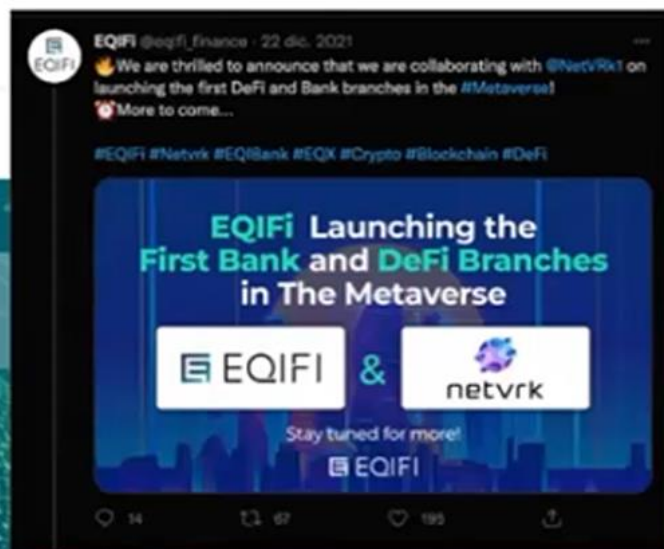 EQIFi @eqifi_finance · 22 dic. 2021
🔥We are thrilled to announce that we are collaborating with @NetVRk1 on
launching the first DeFi and Bank branches in the #Metaverse!
⏰More to come...
#EQIFi #Netvrk #EQIBank #EQX #Crypto #Blockchain #DeFi
EQIFI
EQIFi Launching the
First Bank and DeFi Branches
in The Metaverse
EQIFI & netvrk
Stay tuned for more!
EQIFI
14 67 195